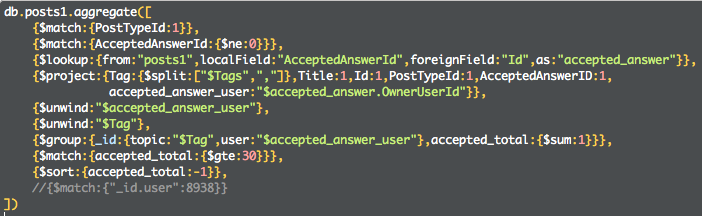 db.posts1.aggregate([
{$match:{PostTypeId:1}},
{$match:{AcceptedAnswerId:{$ne:0}}},
{$lookup:{from:"posts1",localField:"AcceptedAnswerId",foreignField:"Id",as:"accepted_answer"}},
{$project:{Tag:{$split:["$Tags",","]},Title:1,Id:1,PostTypeId:1,AcceptedAnswerID:1,
accepted_answer_user:"$accepted_answer.OwnerUserId"}},
{$unwind:"$accepted_answer_user"},
{$unwind:"$Tag"},
{$group:{_id:{topic:"$Tag",user:"$accepted_answer_user"},accepted_total:{$sum:1}}},
{$match:{accepted_total:{$gte:30}}},
{$sort:{accepted_total:-1}},
//{$match:{"_id.user":8938}}
])